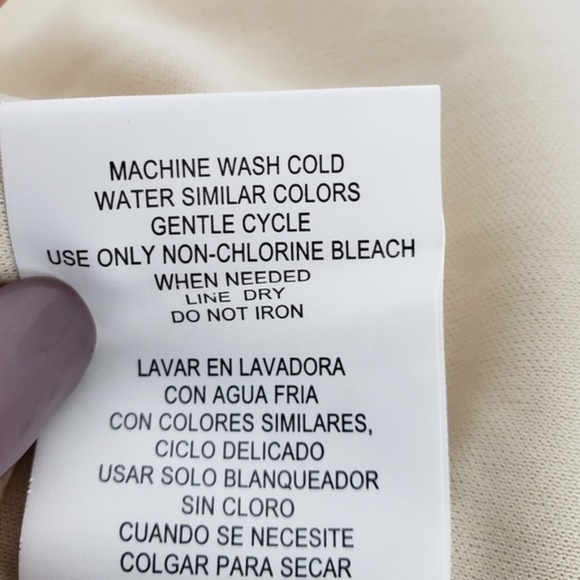 MACHINE WASH COLD
WATER SIMILAR COLORS
GENTLE CYCLE
USE ONLY NON-CHLORINE BLEACH
WHEN NEEDED
LINE DRY
DO NOT IRON
LAVAR EN LAVADORA
CON AGUA FRIA
CON COLORES SIMILARES,
CICLO DELICADO
USAR SOLO BLANQUEADOR
SIN CLORO
CUANDO SE NECESITE
COLGAR PARA SECAR